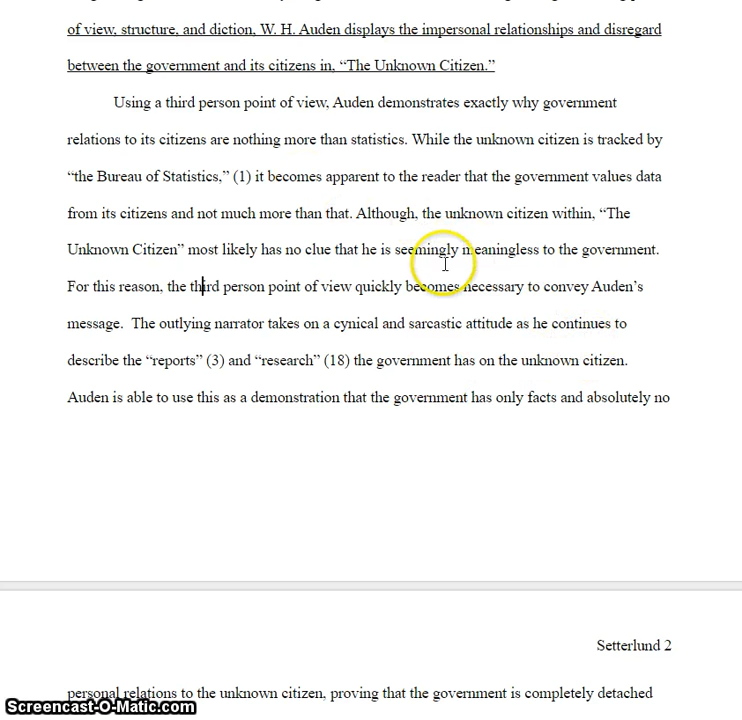 of view, structure, and diction, W. H. Auden displays the impersonal relationships and disregard
between the government and its citizens in, “The Unknown Citizen.”
Using a third person point of view, Auden demonstrates exactly why government
relations to its citizens are nothing more than statistics. While the unknown citizen is tracked by
“the Bureau of Statistics,” (1) it becomes apparent to the reader that the government values data
from its citizens and not much more than that. Although, the unknown citizen within, “The
Unknown Citizen” most likely has no clue that he is seemingly meaningless to the government.
For this reason, the third person point of view quickly becomes necessary to convey Auden’s
message. The outlying narrator takes on a cynical and sarcastic attitude as he continues to
describe the “reports” (3) and “research” (18) the government has on the unknown citizen.
Auden is able to use this as a demonstration that the government has only facts and absolutely no
Setterlund 2
personal relations to the unknown citizen, proving that the government is completely detached
Screencast-O-Matic.com